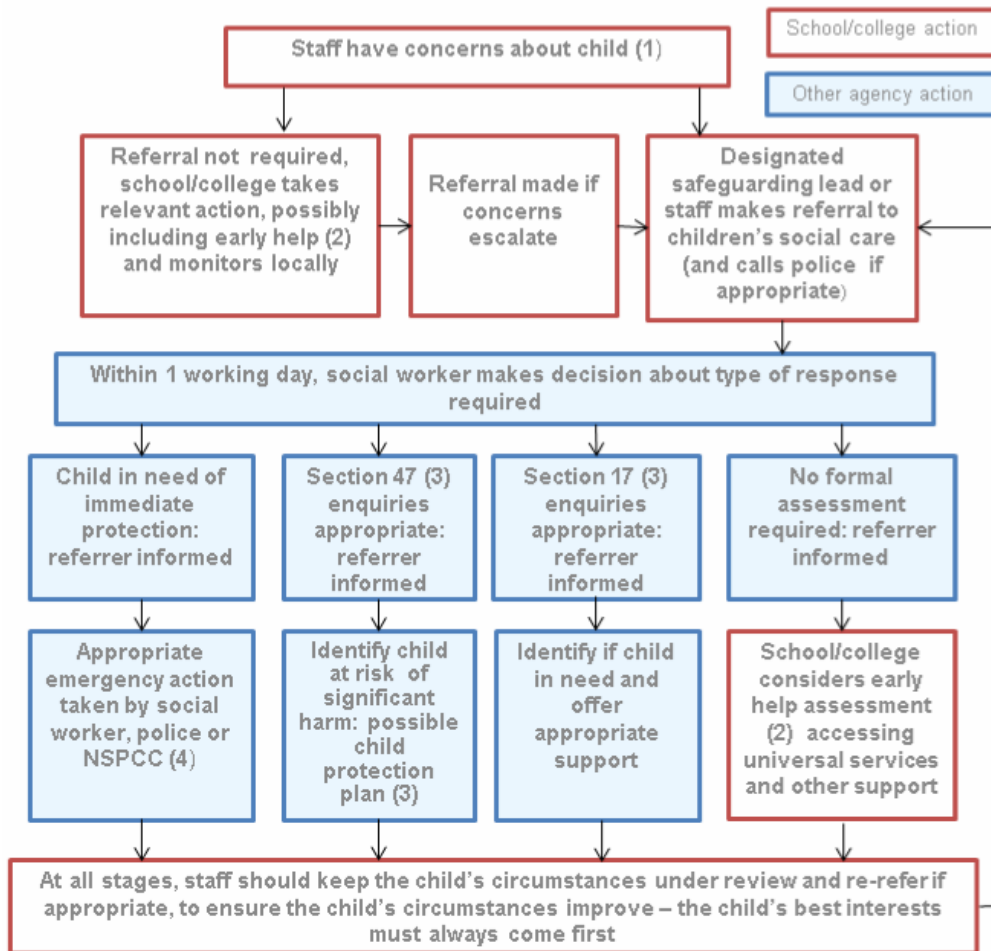 Staff have concerns about child (1)
School/college action
Other agency action
Referral not required,
school/college takes
relevant action, possibly
including early help (2)
and monitors locally
Referral made if
concerns
escalate
Designated
safeguarding lead or
staff makes referral to
children's social care
(and calls police if
appropriate)
Within 1 working day, social worker makes decision about type of response
required
Child in need of
immediate
protection:
referrer informed
Section 47 (3)
enquiries
appropriate:
referrer
informed
Section 17 (3)
enquiries
appropriate:
referrer
informed
No formal
assessment
required: referrer
informed
Appropriate
emergency action
taken by social
worker, police or
NSPCC (4)
Identify child
at risk of
significant
harm: possible
child
protection
plan (3)
Identify if child
in need and
offer
appropriate
support
School/college
considers early
help assessment
(2) accessing
universal services
and other support
At all stages, staff should keep the child's circumstances under review and re-refer if
appropriate, to ensure the child's circumstances improve – the child's best interests
must always come first